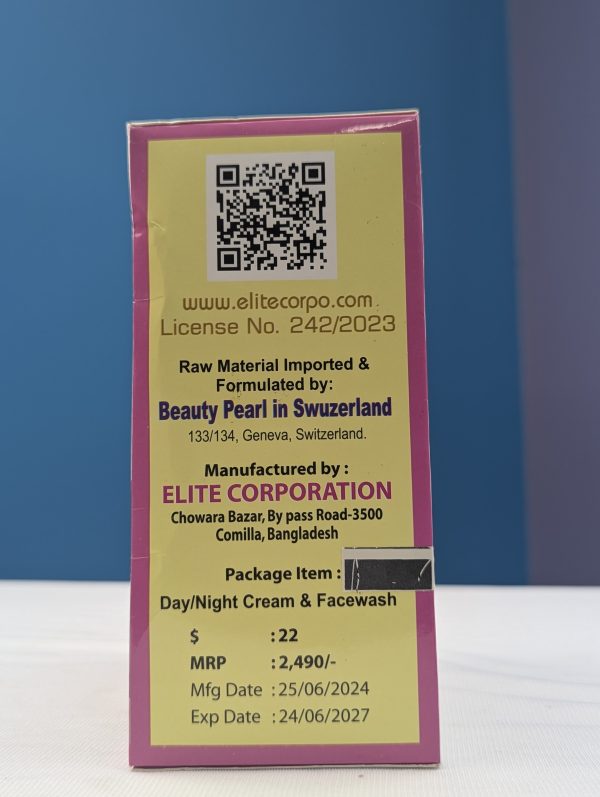 www.elitecorpo.com
License No. 242/2023
Raw Material Imported &
Formulated by:
Beauty Pearl in Swuzerland
133/134, Geneva, Switzerland.
Manufactured by :
ELITE CORPORATION
Chowara Bazar, By pass Road-3500
Comilla, Bangladesh
Package Item :
Day/Night Cream & Facewash
$ : 22
MRP : 2,490/-
Mfg Date : 25/06/2024
Exp Date : 24/06/2027